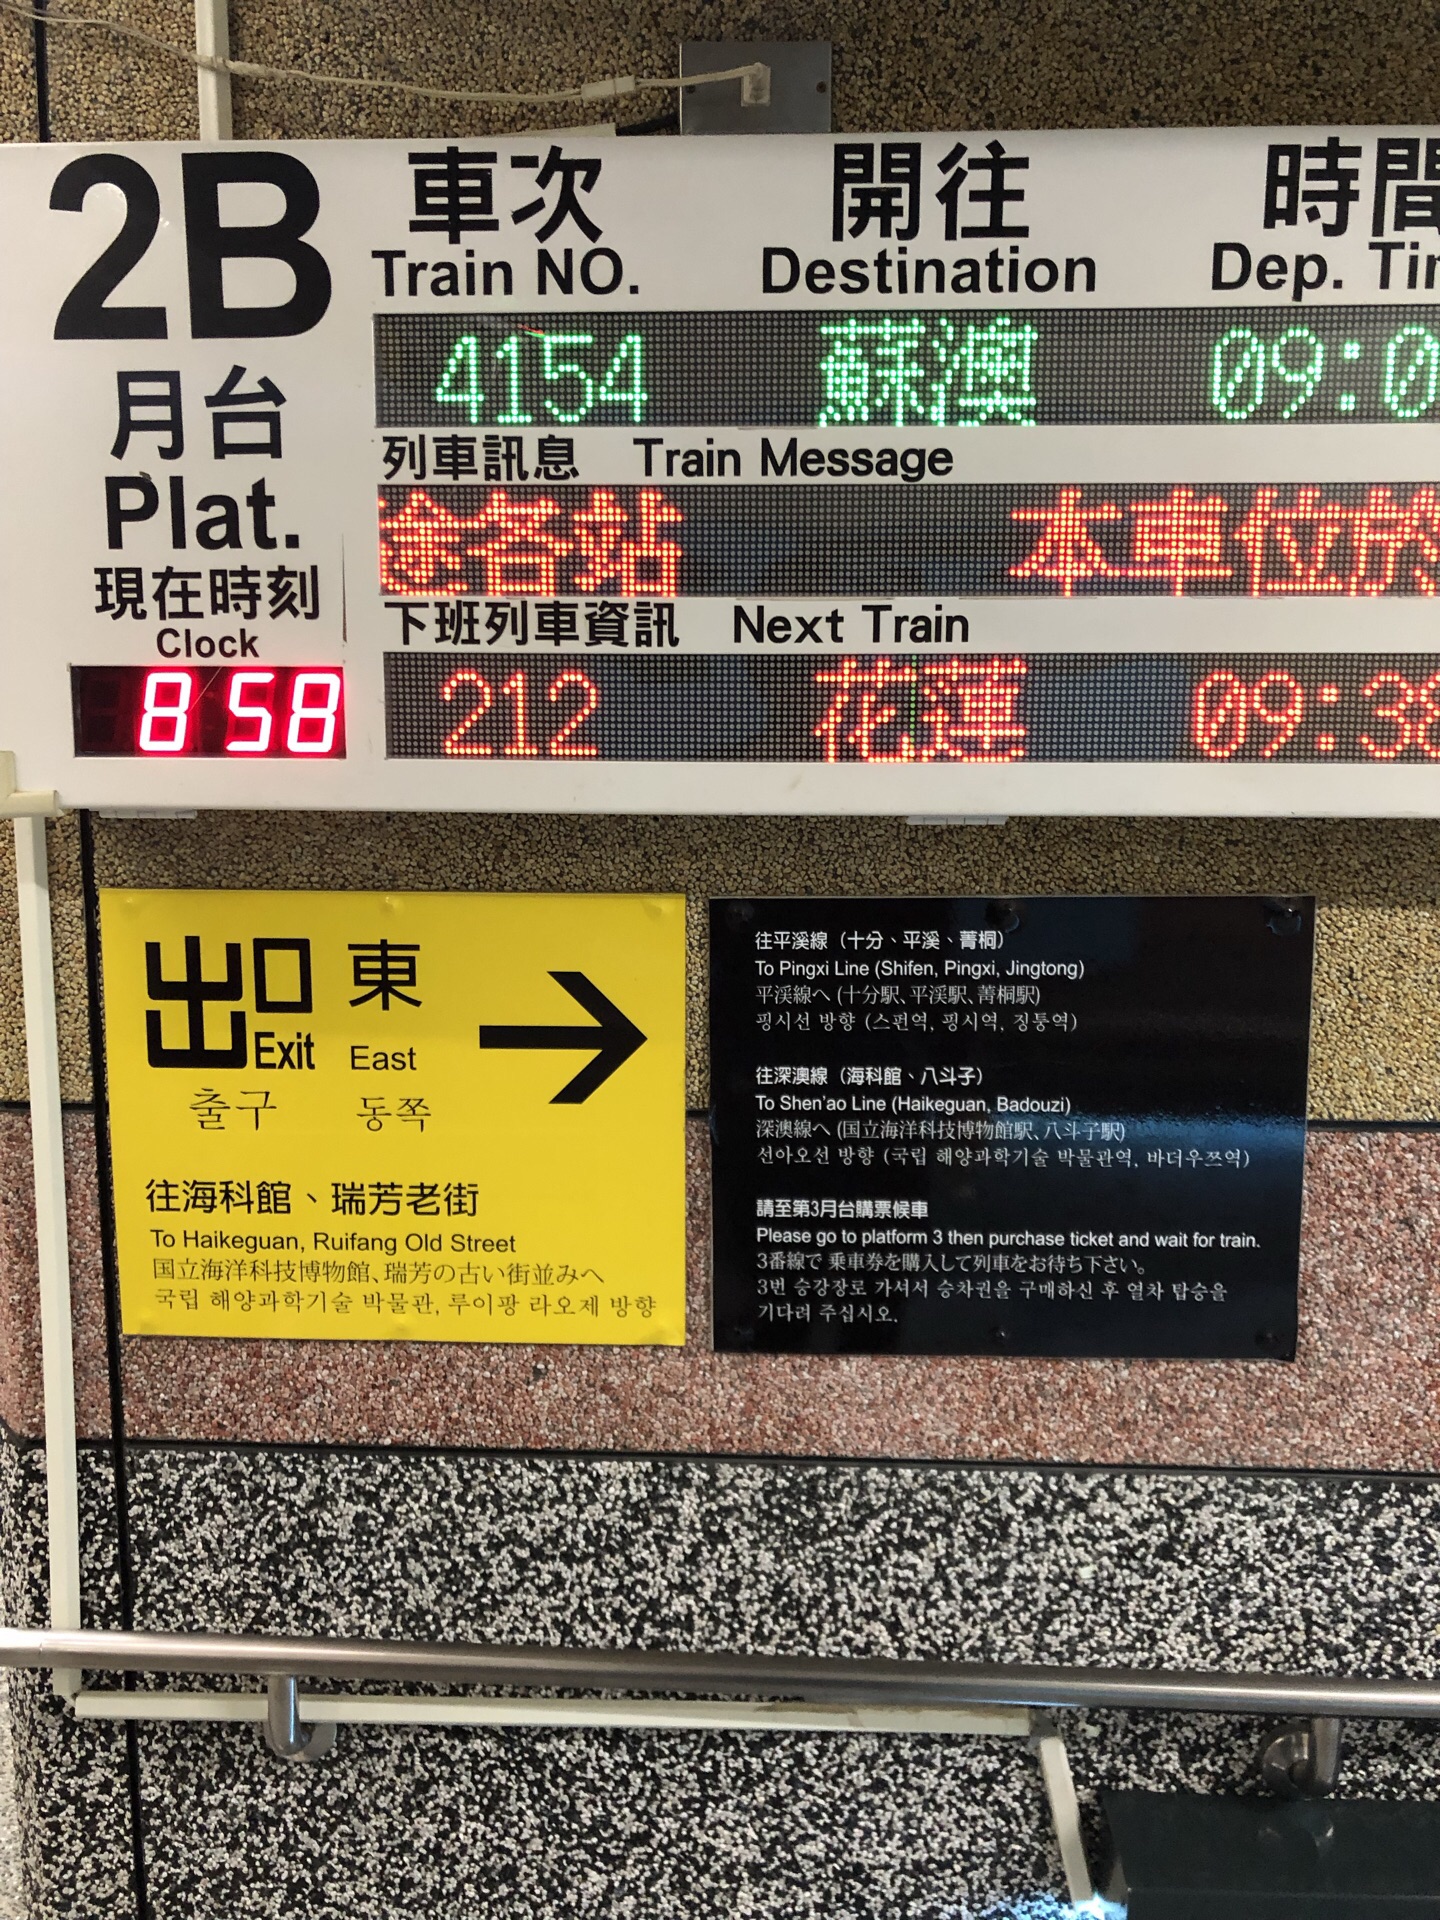 2B
月台
Plat.
現在時刻
Clock
8 58
車次 開往 時間
Train NO. Destination Dep.
4154 蘇澳
列車訊息 Train Message
途各站 本車位於
下班列車資訊 Next Train
212 花蓮 09:38
出口 東
Exit East
출구 동쪽
往海科館、瑞芳老街
To Haikeguan, Ruifang Old Street
国立海洋科技博物館、瑞芳の古い街並みへ
국립 해양과학기술 박물관, 루이팡 라오제 방향
往平溪線（十分、平溪、菁桐）
To Pingxi Line (Shifen, Pingxi, Jingtong)
平渓線へ (十分駅、平渓駅、菁桐駅)
핑시선 방향 (스펀역, 핑시역, 징퉁역)
往深澳線（海科館、八斗子）
To Shen'ao Line (Haikeguan, Badouzi)
深澳線へ (国立海洋科技博物館駅、八斗子駅)
선아오선 방향 (국립 해양과학기술 박물관역, 바더우쯔역)
請至第3月台購票候車
Please go to platform 3 then purchase ticket and wait for train.
3番線で 乗車券を購入して列車をお待ち下さい。
3번 승강장로 가셔서 승차권을 구매하신 후 열차 탑승을
기다려 주십시오.